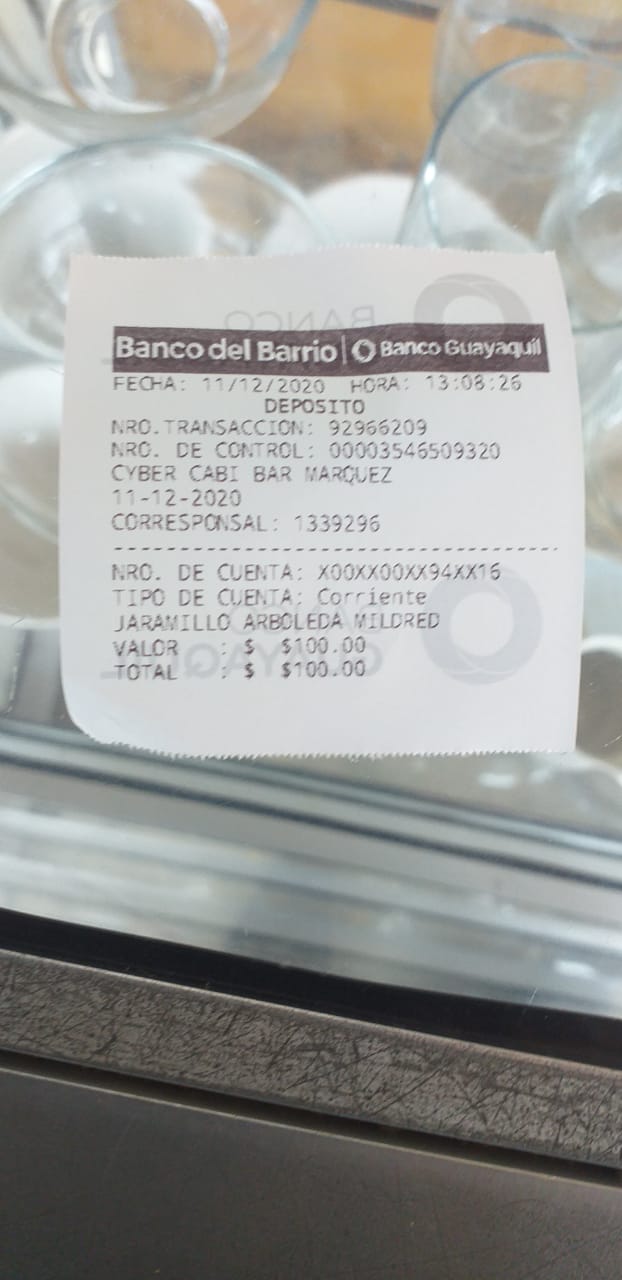 Banco del Barrio | Banco Guayaquil
FECHA: 11/12/2020 HORA: 13:08:26
DEPOSITO
NRO.TRANSACCION: 92966209
NRO. DE CONTROL: 00003546509320
CYBER CABI BAR MARQUEZ
11-12-2020
CORRESPONSAL: 1339296
NRO. DE CUENTA: X00XX00XX94XX16
TIPO DE CUENTA: Corriente
JARAMILLO ARBOLEDA MILDRED
VALOR : $ $100.00
TOTAL : $ $100.00